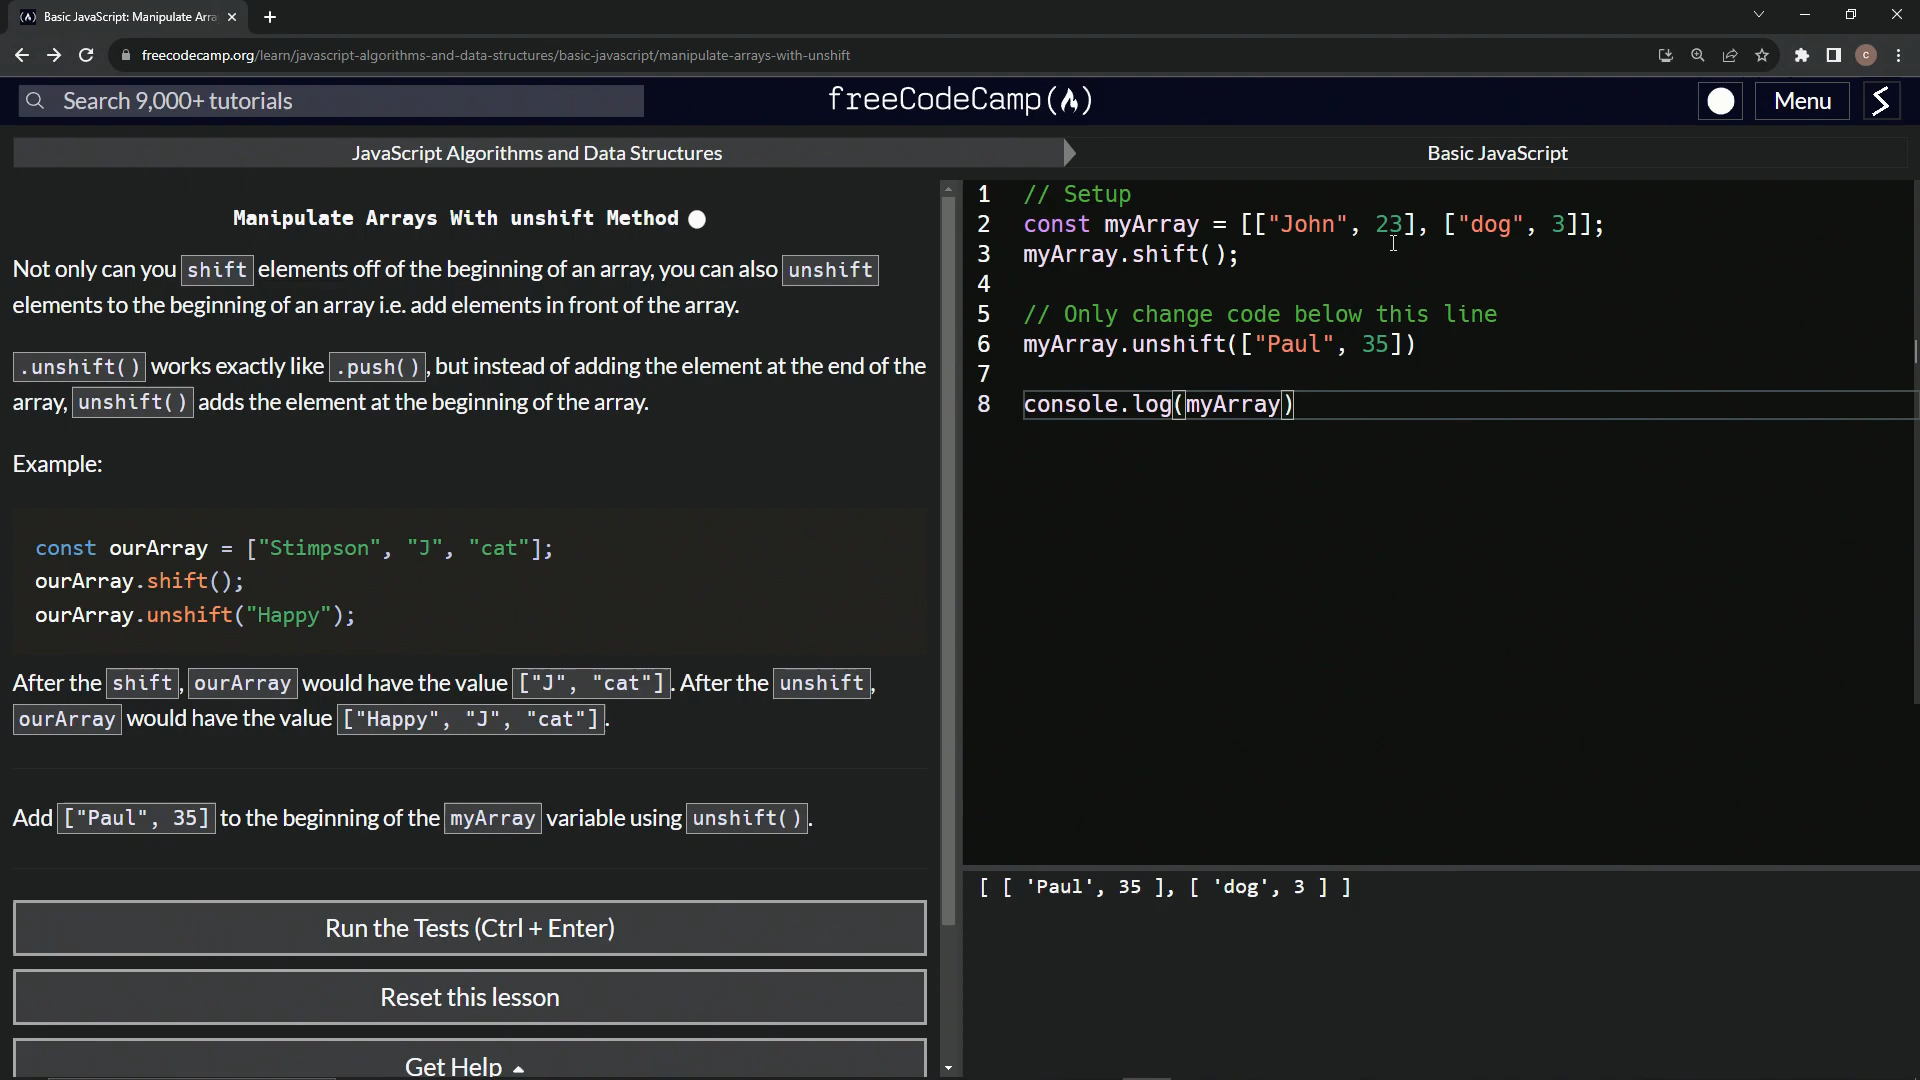 Basic JavaScript: Manipulate Arra
freecodecamp.org/learn/javascript-algorithms-and-data-structures/basic-javascript/manipulate-arrays-with-unshift
c
Search 9,000+ tutorials
freeCodeCamp
Menu
JavaScript Algorithms and Data Structures
Basic JavaScript
Manipulate Arrays With unshift Method
Not only can you shift elements off of the beginning of an array, you can also unshift
elements to the beginning of an array i.e. add elements in front of the array.
.unshift() works exactly like .push(), but instead of adding the element at the end of the
array, unshift() adds the element at the beginning of the array.
Example:
const ourArray = ["Stimpson", "J", "cat"];
ourArray.shift();
ourArray.unshift("Happy");
After the shift, ourArray would have the value ["J", "cat"]. After the unshift,
ourArray would have the value ["Happy", "J", "cat"].
Add ["Paul", 35] to the beginning of the myArray variable using unshift().
Run the Tests (Ctrl + Enter)
Reset this lesson
Get Help
1 // Setup
2 const myArray = [["John", 23], ["dog", 3]];
3 myArray.shift();
4
5 // Only change code below this line
6 myArray.unshift(["Paul", 35])
7
8 console.log(myArray)
[ [ 'Paul', 35 ], [ 'dog', 3 ] ]